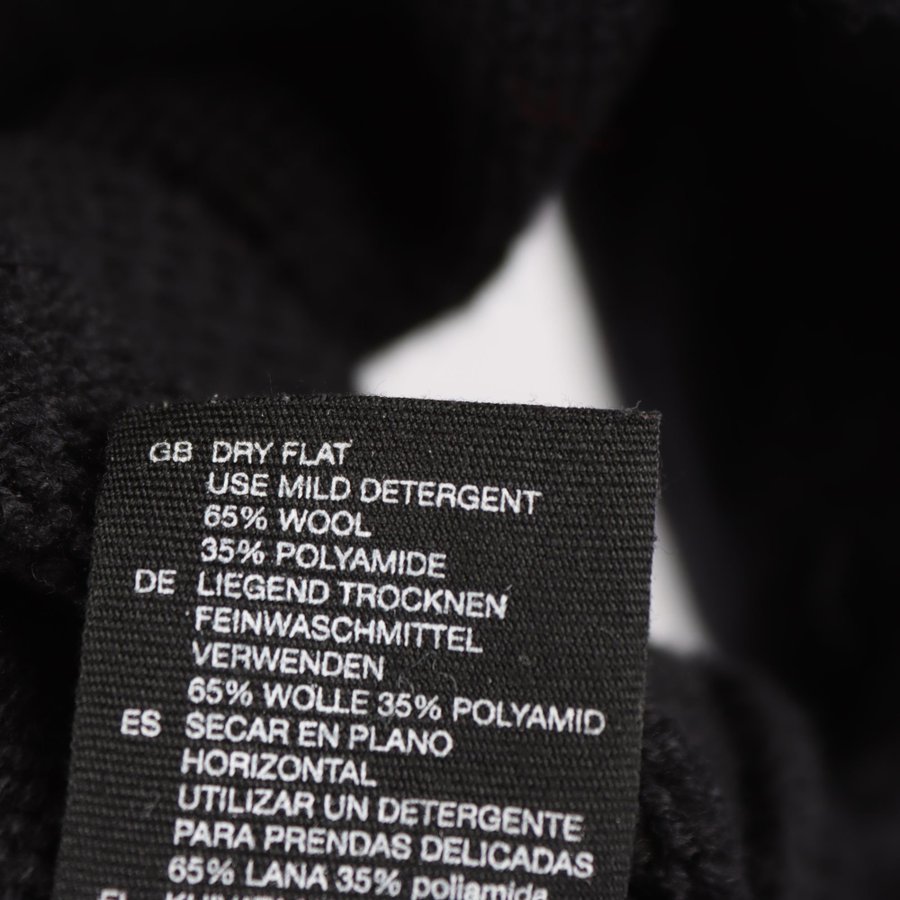 GB DRY FLAT
USE MILD DETERGENT
65% WOOL
35% POLYAMIDE
DE LIEGEND TROCKNEN
FEINWASCHMITTEL
VERWENDEN
65% WOLLE 35% POLYAMID
ES SECAR EN PLANO
HORIZONTAL
UTILIZAR UN DETERGENTE
PARA PRENDAS DELICADAS
65% LANA 35% poliamida